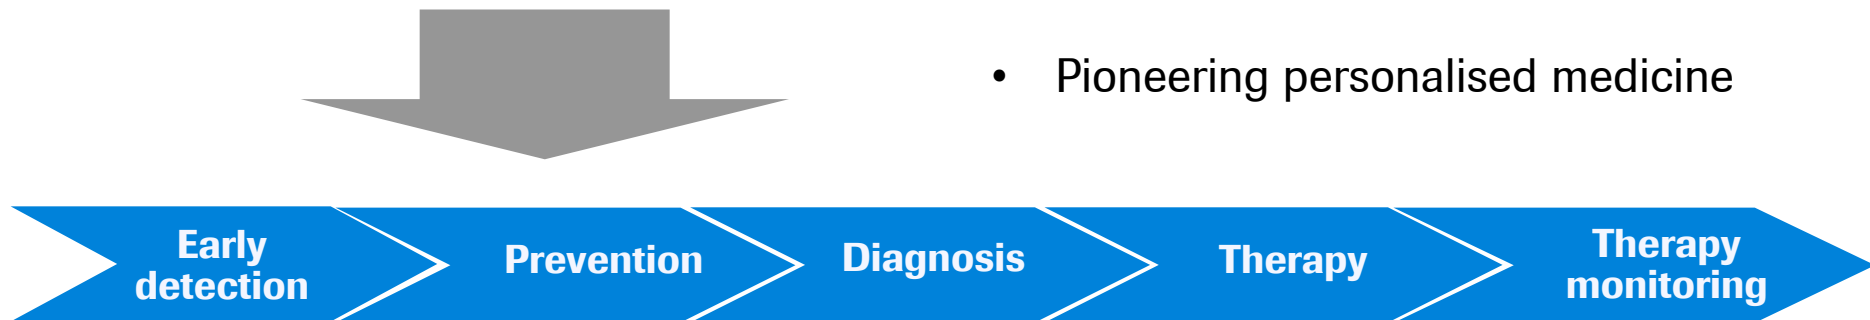 • Pioneering personalised medicine
Early
detection
Prevention
Diagnosis
Therapy
Therapy
monitoring